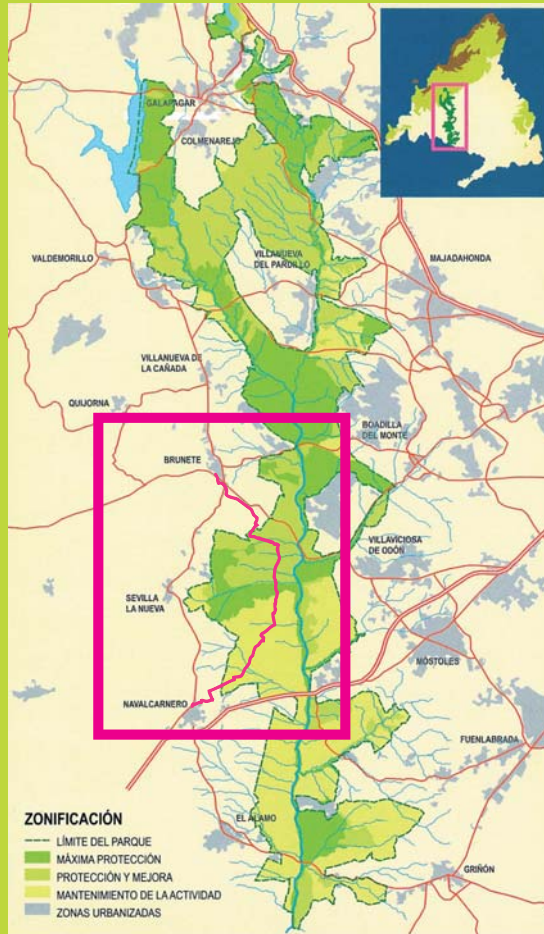 GALAPAGAR
COLMENAREJO
VALDEMORILLO
VILLANUEVA
DEL PARDILLO
MAJADAHONDA
VILLANUEVA DE
LA CAÑADA
QUIJORNA
BOADILLA
DEL MONTE
BRUNETE
VILLAVICIOSA
DE ODÓN
SEVILLA
LA NUEVA
MÓSTOLES
NAVALCARNERO
FUENLABRADA
EL ÁLAMO
GRIÑÓN
ZONIFICACIÓN
LÍMITE DEL PARQUE
MÁXIMA PROTECCIÓN
PROTECCIÓN Y MEJORA
MANTENIMIENTO DE LA ACTIVIDAD
ZONAS URBANIZADAS